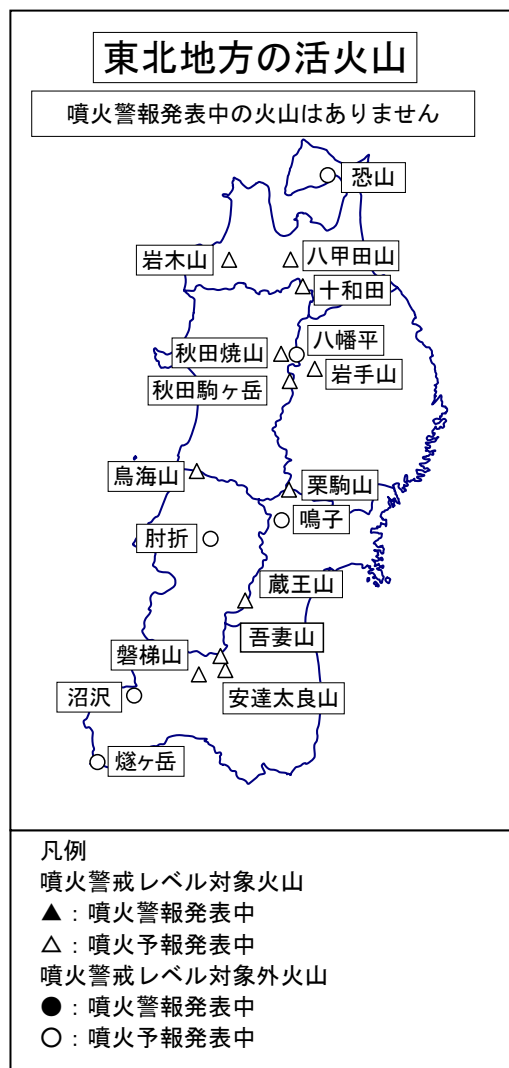 東北地方の活火山
噴火警報発表中の火山はありません
恐山
岩木山
八甲田山
十和田
八幡平
秋田焼山
岩手山
秋田駒ヶ岳
鳥海山
栗駒山
鳴子
肘折
蔵王山
吾妻山
磐梯山
沼沢
安達太良山
燧ヶ岳
凡例
噴火警戒レベル対象火山
▲：噴火警報発表中
△：噴火予報発表中
噴火警戒レベル対象外火山
●：噴火警報発表中
○：噴火予報発表中